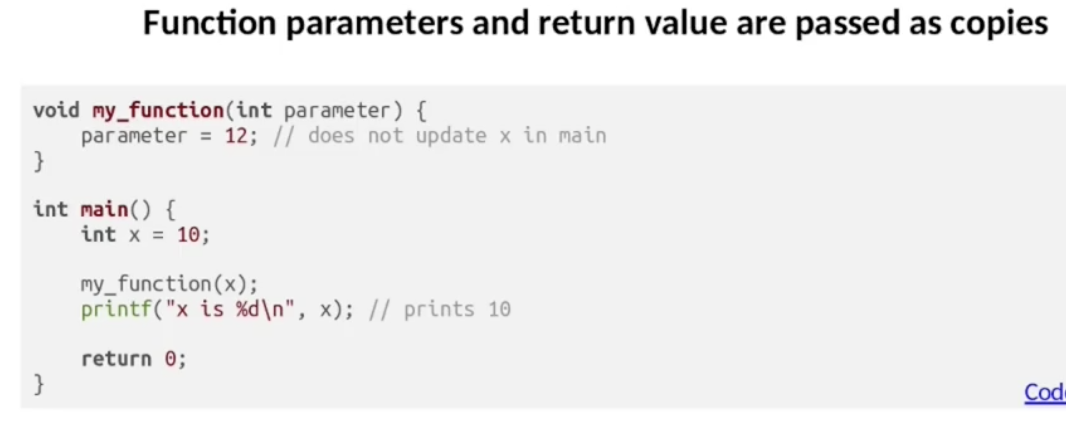 Function parameters and return value are passed as copies
void my_function(int parameter) {
    parameter = 12; // does not update x in main
}
int main() {
    int x = 10;
    my_function(x);
    printf("x is %d\n", x); // prints 10
    return 0;
}